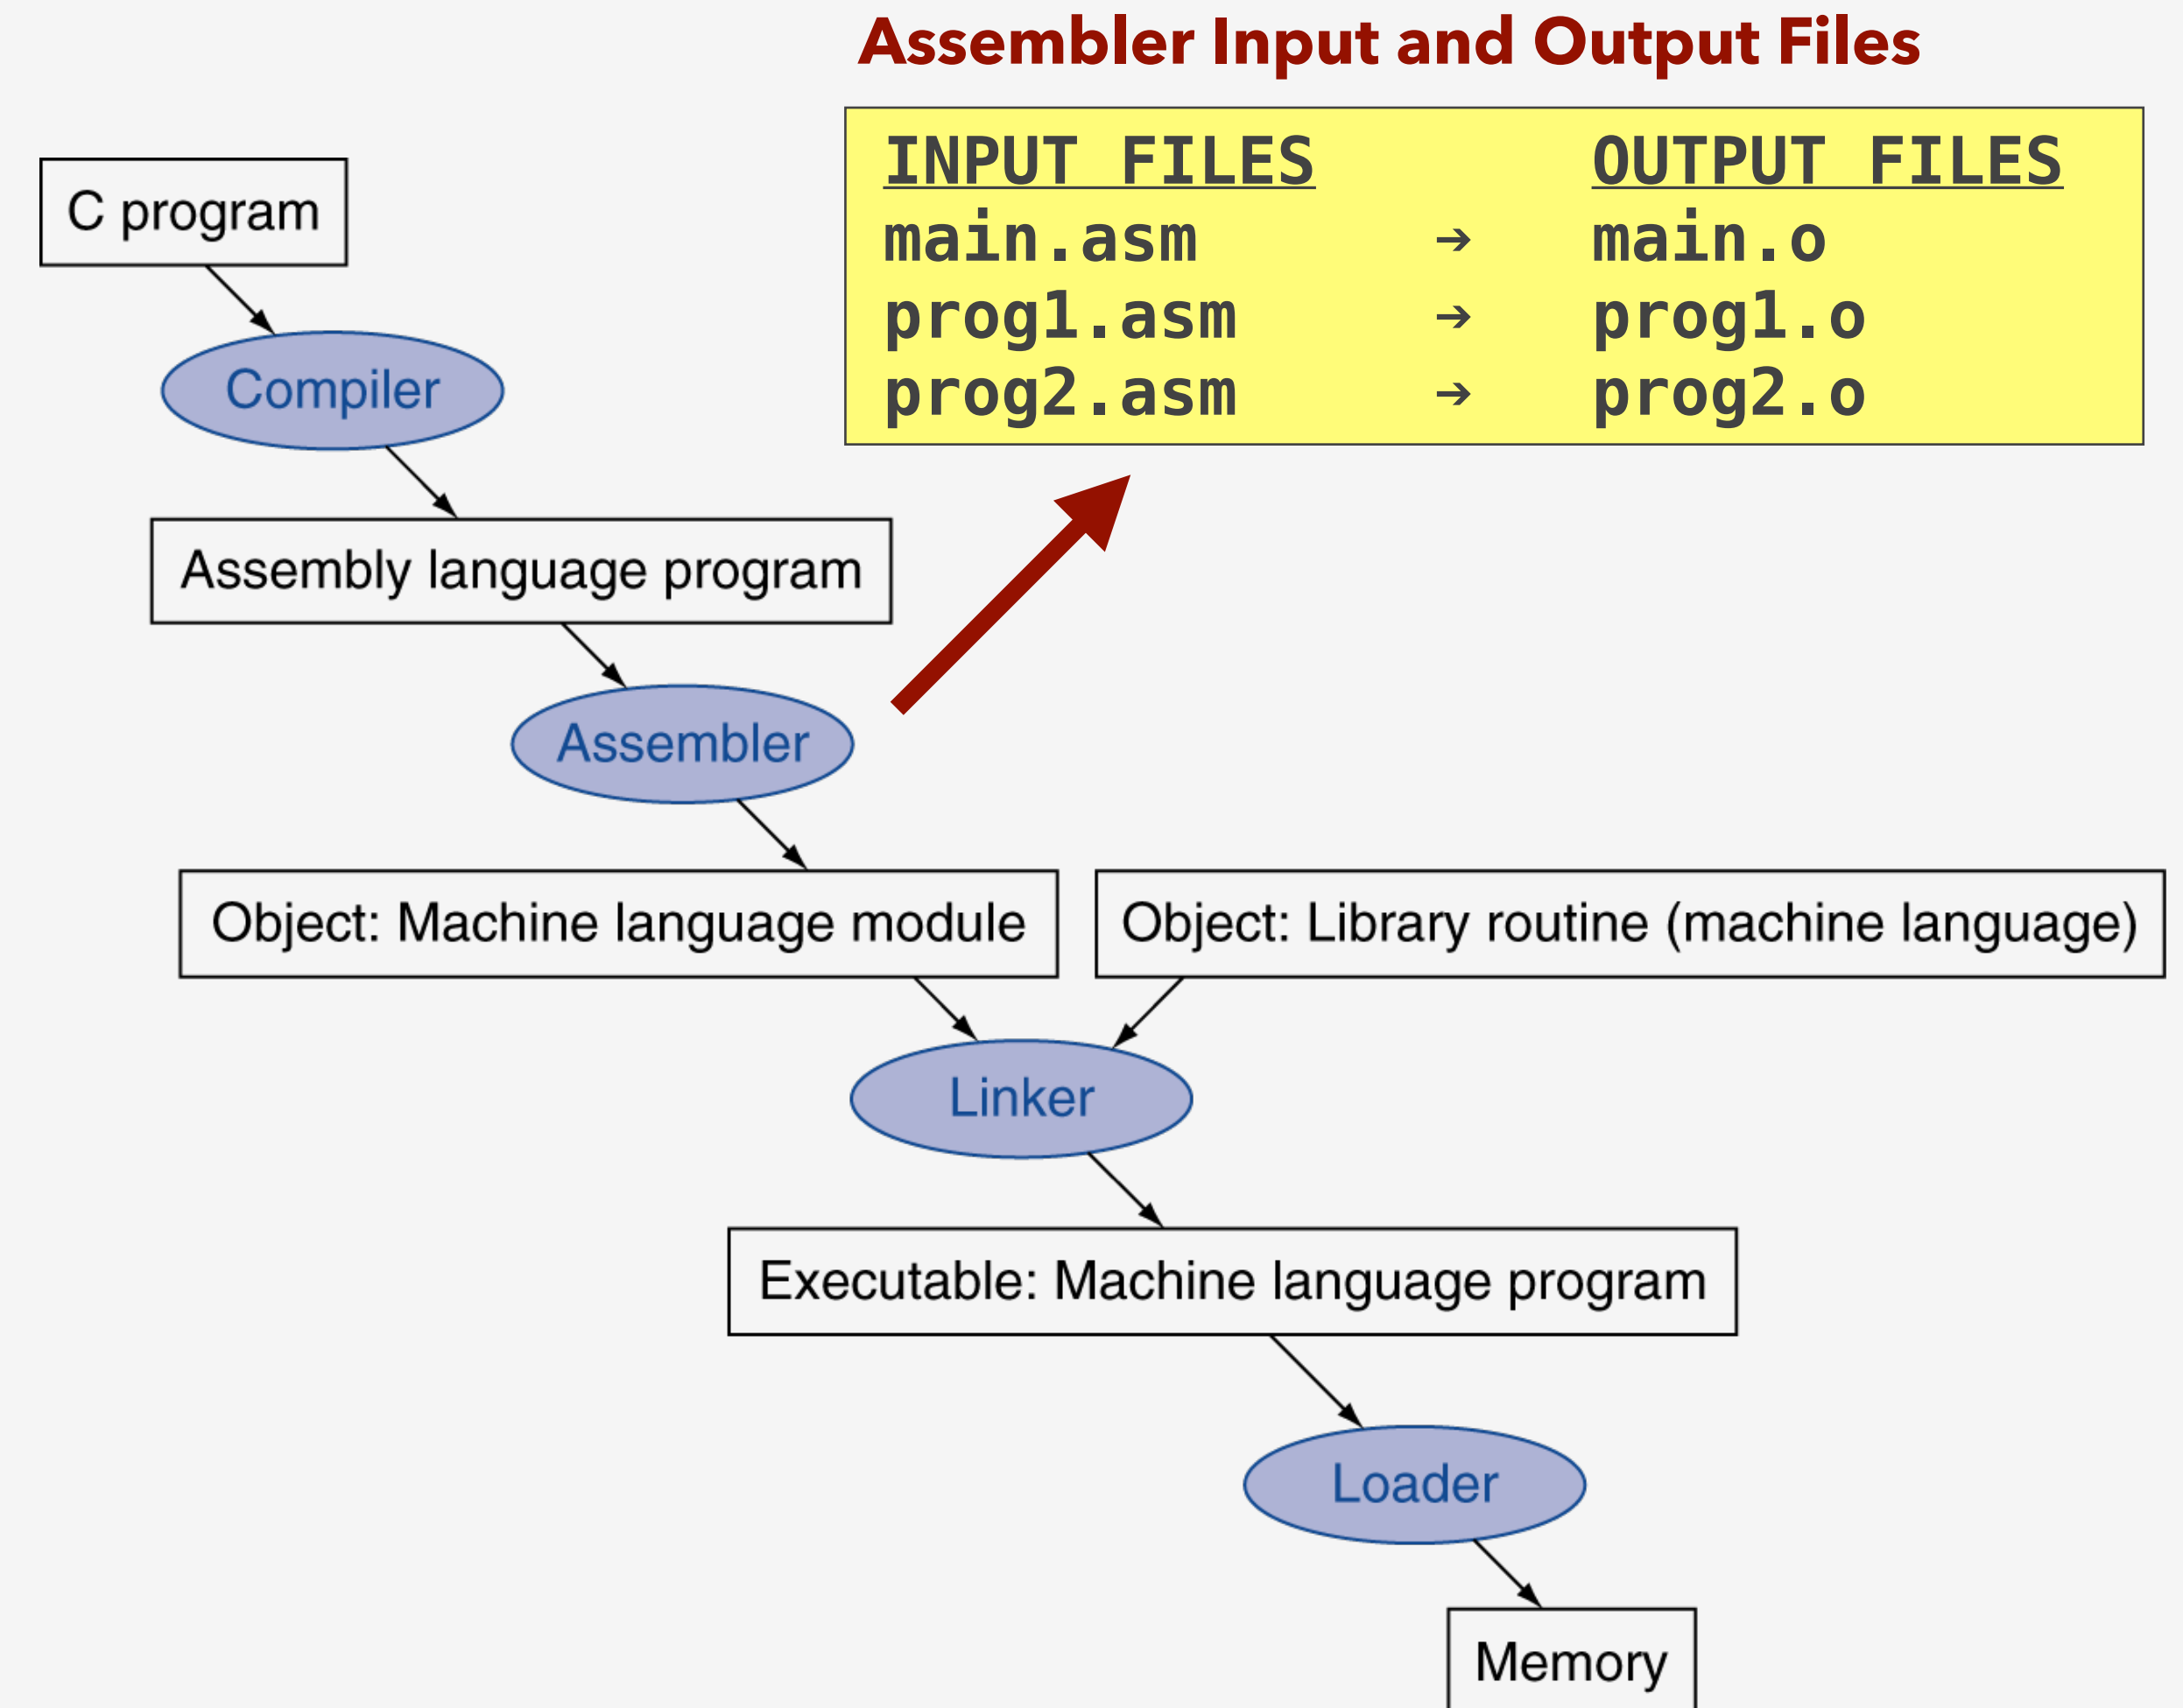 Assembler Input and Output Files
INPUT FILES OUTPUT FILES
main.asm → main.o
prog1.asm → prog1.o
prog2.asm → prog2.o
C program
Compiler
Assembly language program
Assembler
Object: Machine language module
Object: Library routine (machine language)
Linker
Executable: Machine language program
Loader
Memory